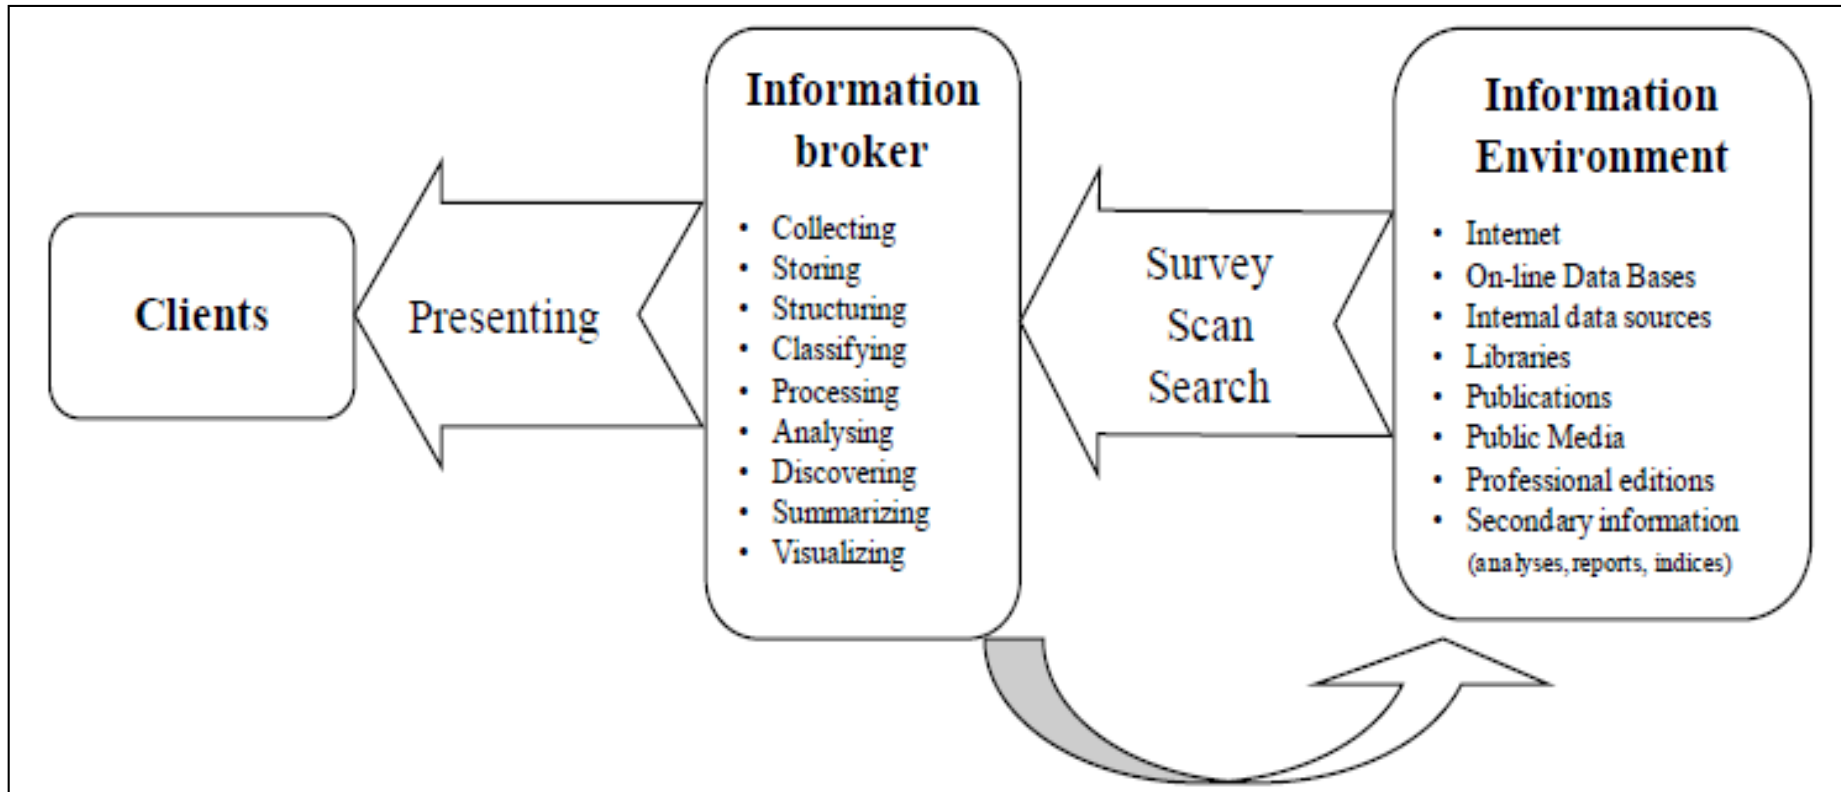 Clients
Presenting
Information
broker
• Collecting
• Storing
• Structuring
• Classifying
• Processing
• Analysing
• Discovering
• Summarizing
• Visualizing
Survey
Scan
Search
Information
Environment
• Internet
• On-line Data Bases
• Internal data sources
• Libraries
• Publications
• Public Media
• Professional editions
• Secondary information
(analyses, reports, indices)